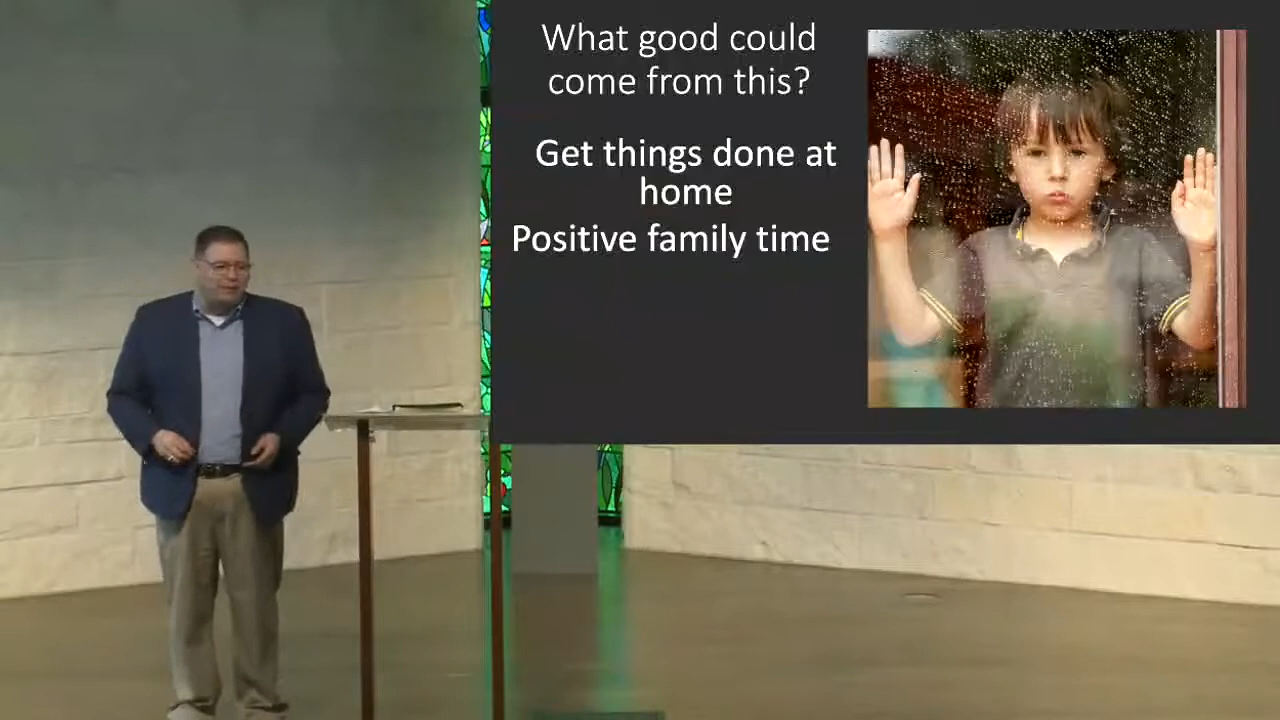 What good could
come from this?
Get things done at
home
Positive family time